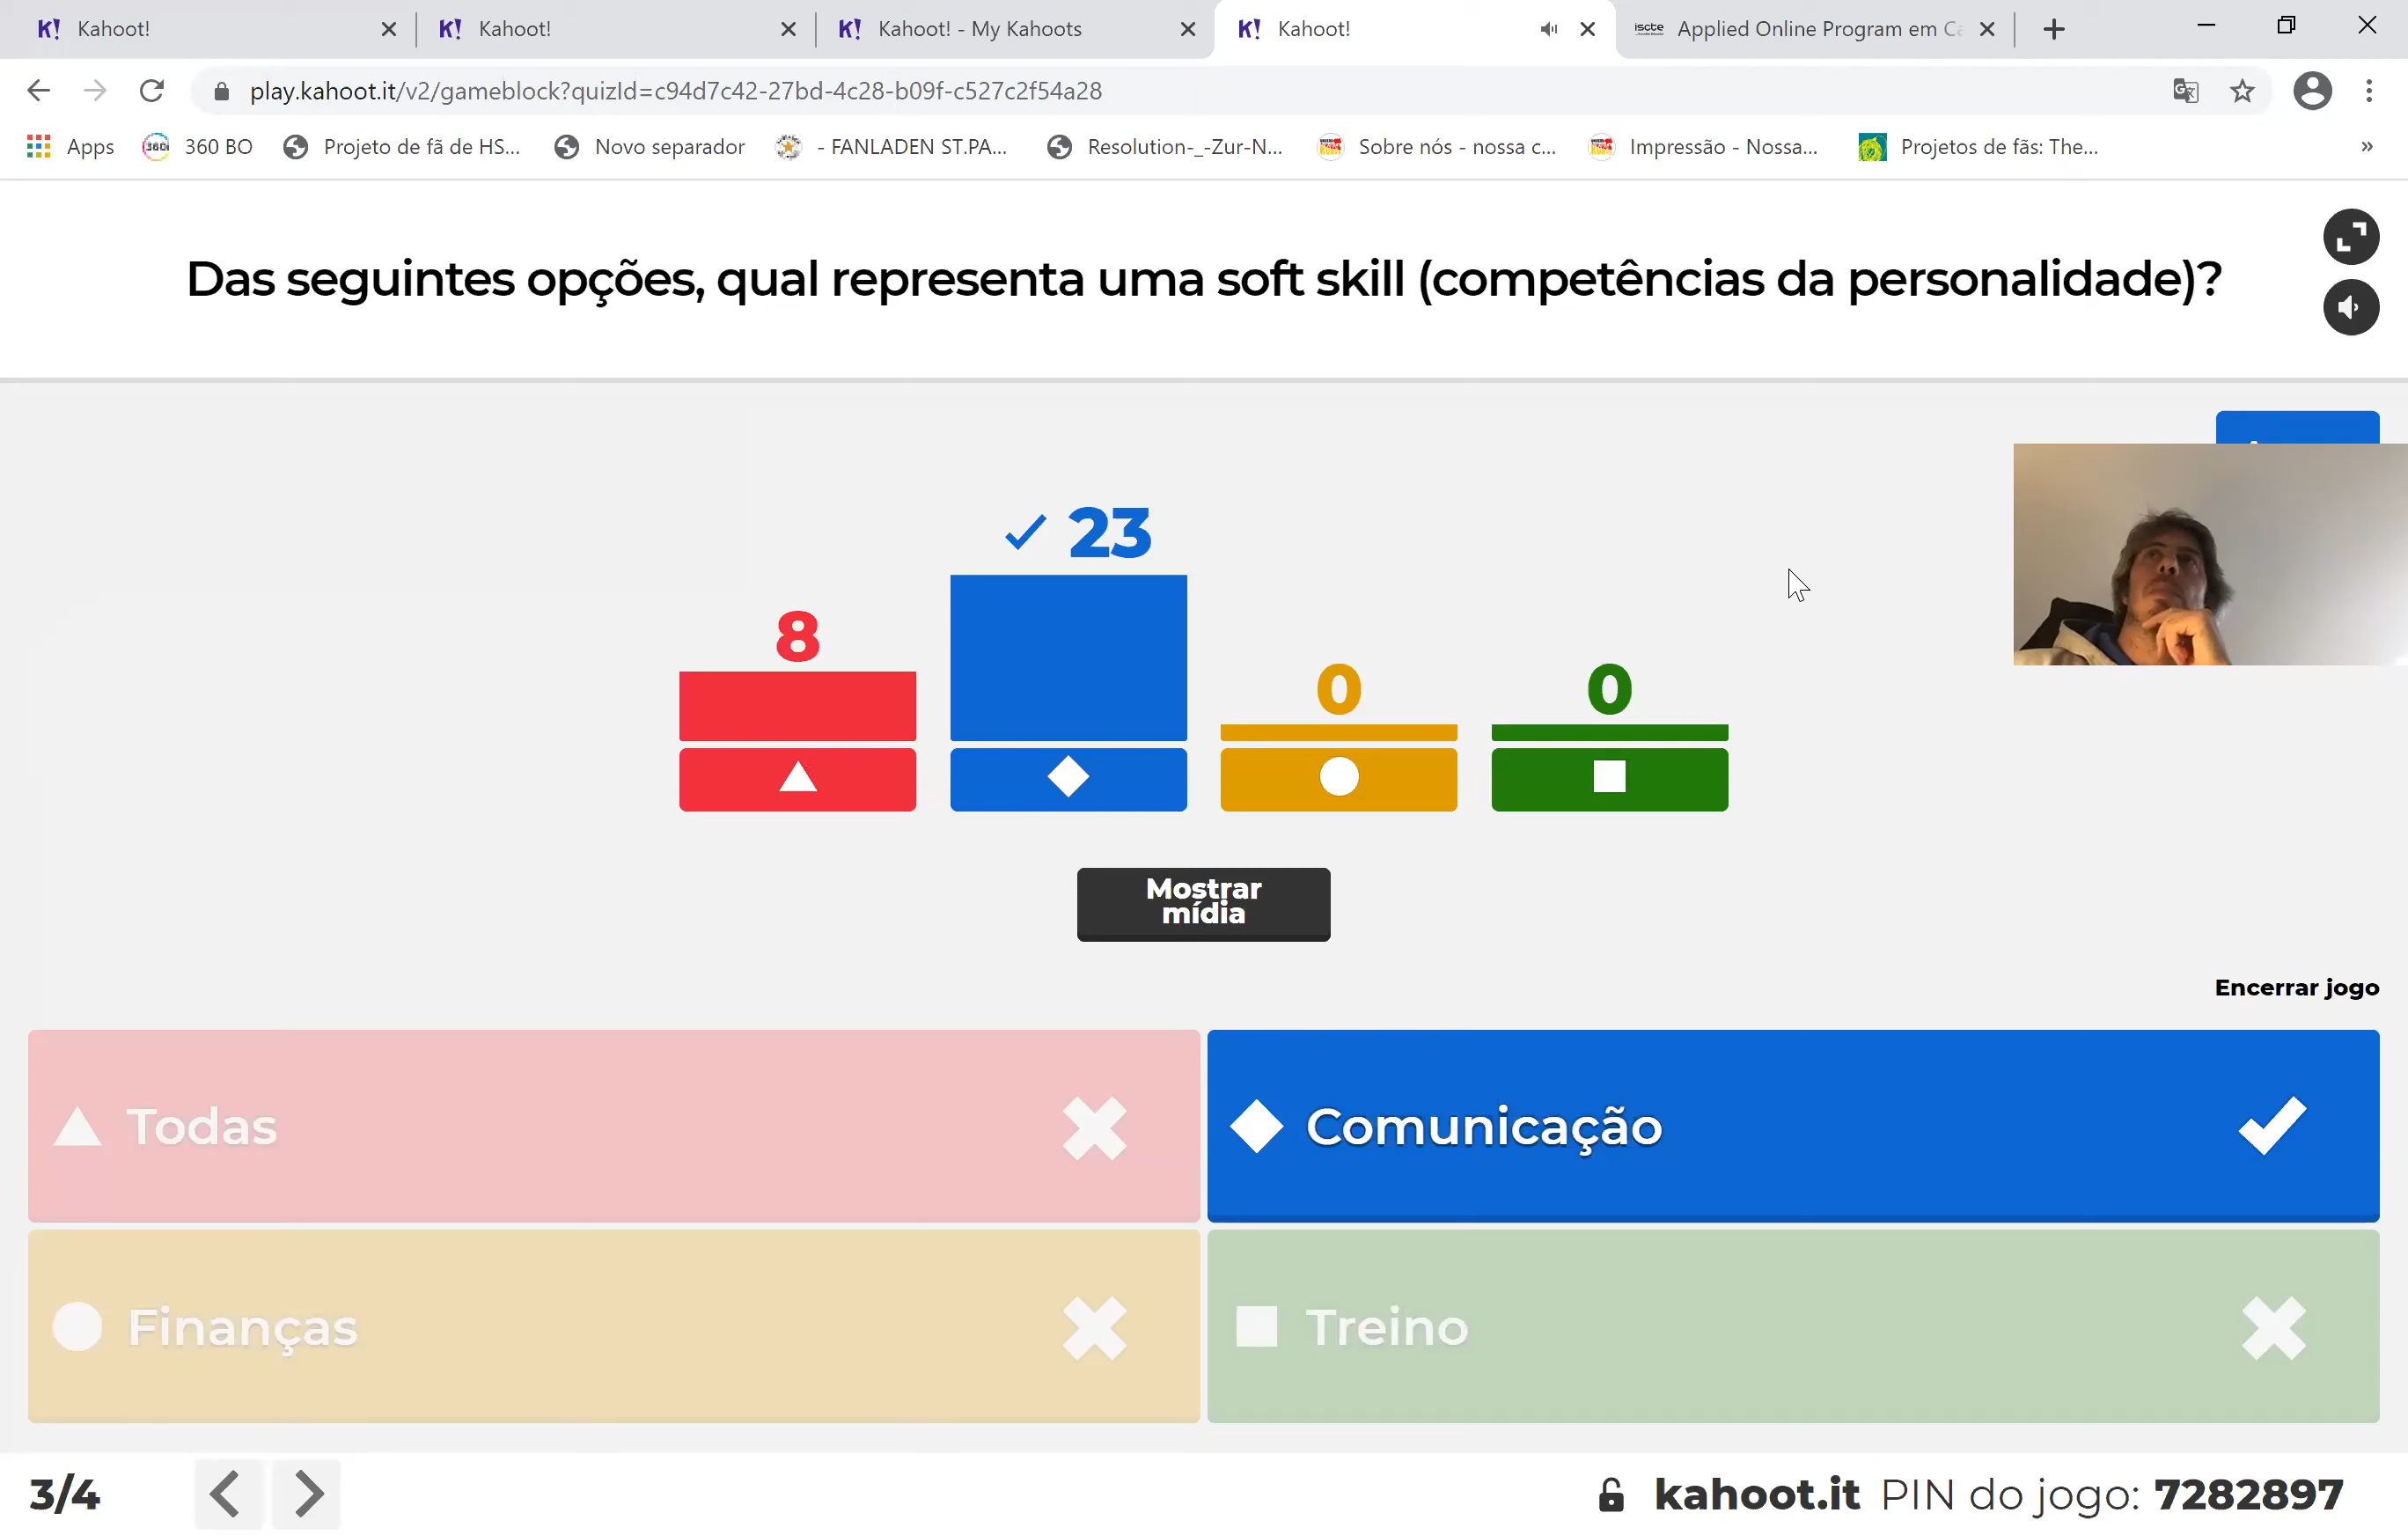 Kahoot!
Kahoot!
Kahoot! - My Kahoots
Kahoot!
iscte
Applied Online Program em Ca
play.kahoot.it/v2/gameblock?quizId=c94d7c42-27bd-4c28-b09f-c527c2f54a28
Apps
360 BO
Projeto de fã de HS...
Novo separador
- FANLADEN ST.PA...
Resolution-_-Zur-N...
Sobre nós - nossa c...
Impressão - Nossa...
Projetos de fãs: The...
Das seguintes opções, qual representa uma soft skill (competências da personalidade)?
8
23
0
0
Mostrar
mídia
Encerrar jogo
Todas
Comunicação
Finanças
Treino
3/4
kahoot.it PIN do jogo: 7282897